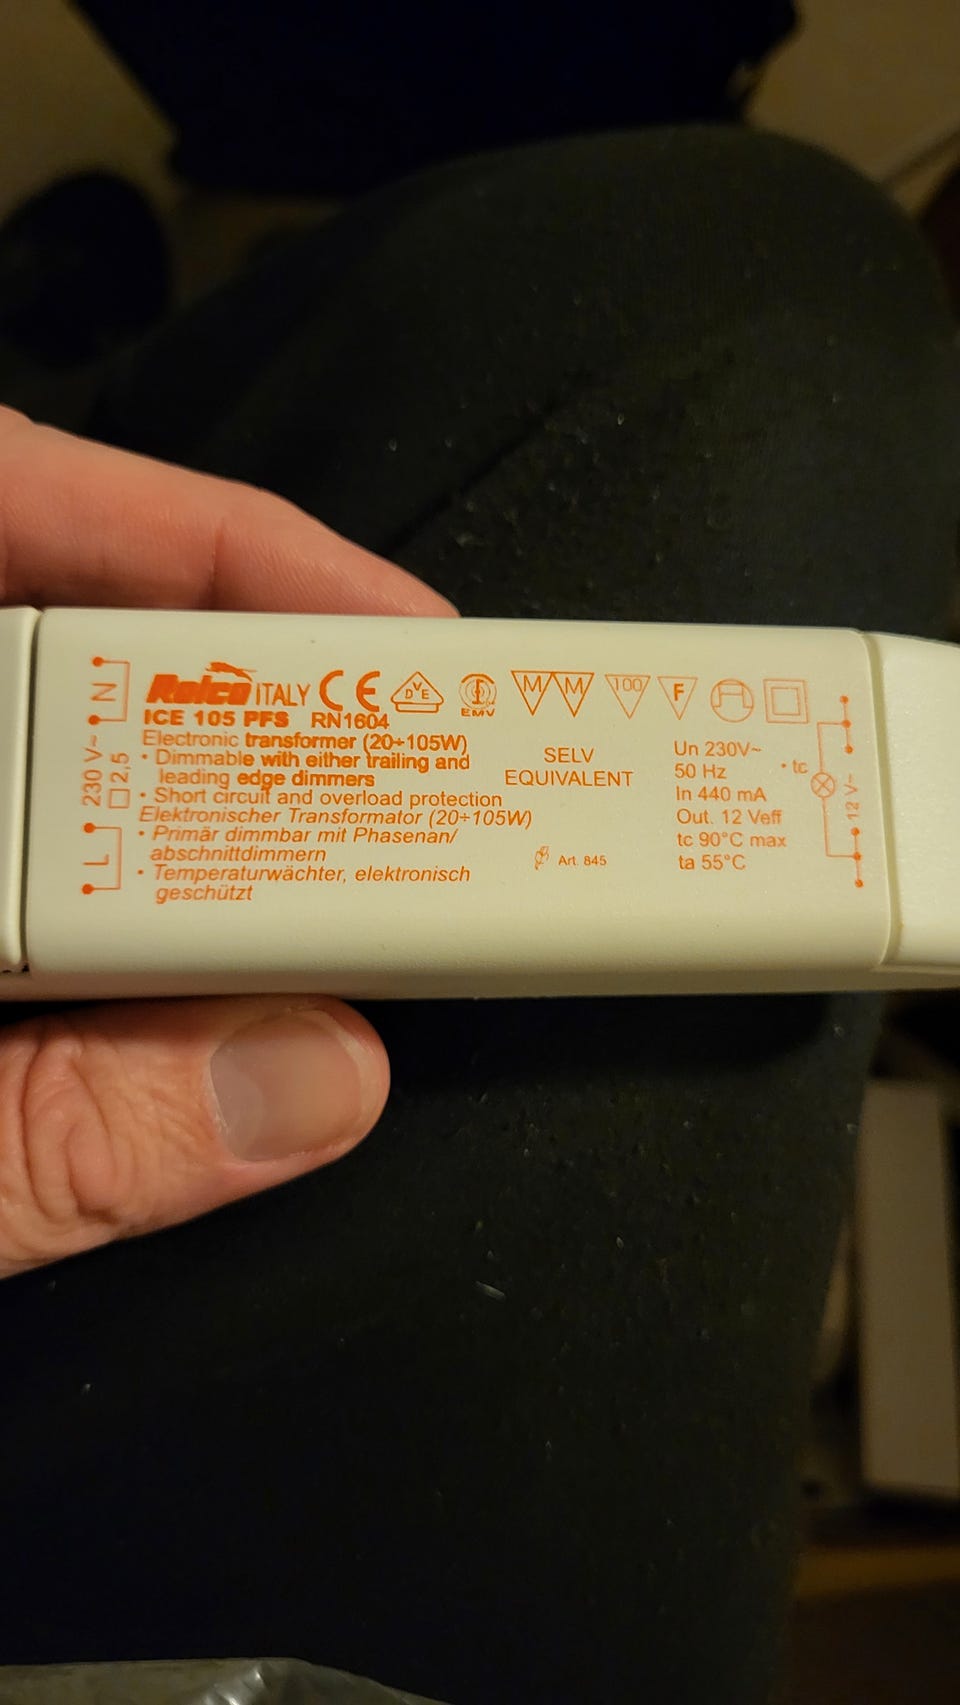 Relco ITALY CE DVE EMV M M 100 F
ICE 105 PFS RN1604
Electronic transformer (20÷105W)
• Dimmable with either trailing and
leading edge dimmers
• Short circuit and overload protection
Elektronischer Transformator (20÷105W)
• Primär dimmbar mit Phasenan/
abschnittdimmern
• Temperaturwächter, elektronisch
geschützt
N
230 V~
2,5
L
SELV
EQUIVALENT
Art. 845
Un 230V~
50 Hz
In 440 mA
Out. 12 Veff
tc 90°C max
ta 55°C
• tc
12 V~